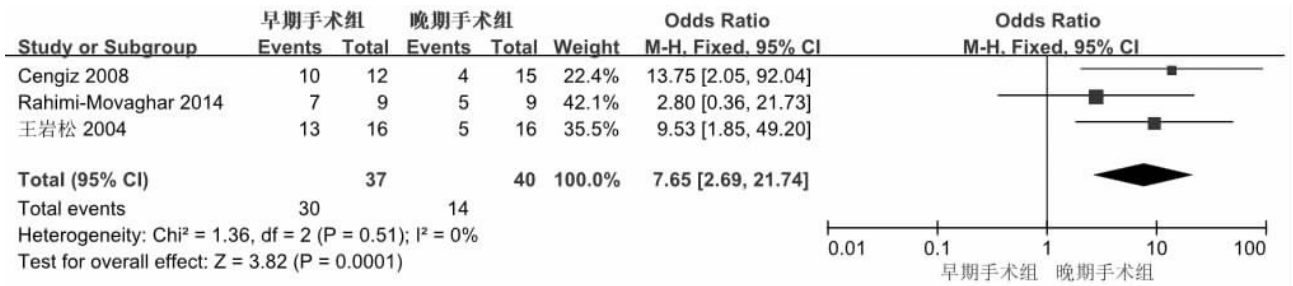 早期手术组 晚期手术组 Odds Ratio Odds Ratio
Study or Subgroup Events Total Events Total Weight M-H, Fixed, 95% CI M-H, Fixed, 95% CI
Cengiz 2008 10 12 4 15 22.4% 13.75 [2.05, 92.04]
Rahimi-Movaghar 2014 7 9 5 9 42.1% 2.80 [0.36, 21.73]
王岩松 2004 13 16 5 16 35.5% 9.53 [1.85, 49.20]
Total (95% CI) 37 40 100.0% 7.65 [2.69, 21.74]
Total events 30 14
Heterogeneity: Chi² = 1.36, df = 2 (P = 0.51); I² = 0%
Test for overall effect: Z = 3.82 (P = 0.0001)
0.01 0.1 1 10 100
早期手术组 晚期手术组